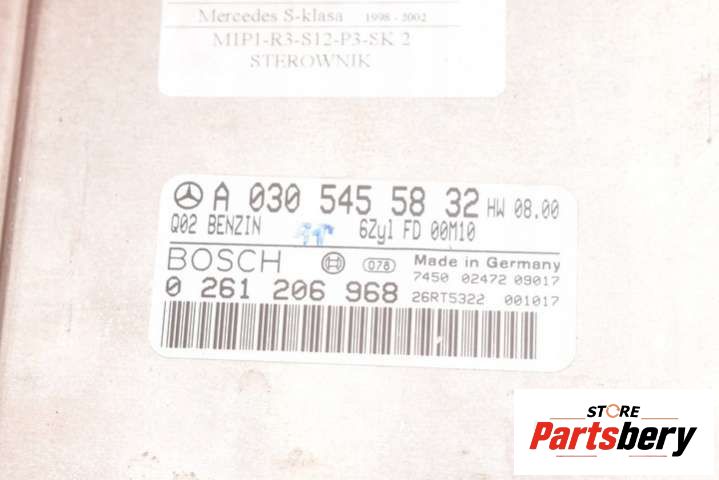 Mercedes S-klasa 1998 - 2002
M1P1-R3-S12-P3-SK 2
STEROWNIK
A 030 545 58 32 HW 08.00
Q02 BENZIN 6Zyl FD 00M10
BOSCH 078 Made in Germany
7450 02472 09017
0 261 206 968 26RT5322 001017
STORE
Partsbery